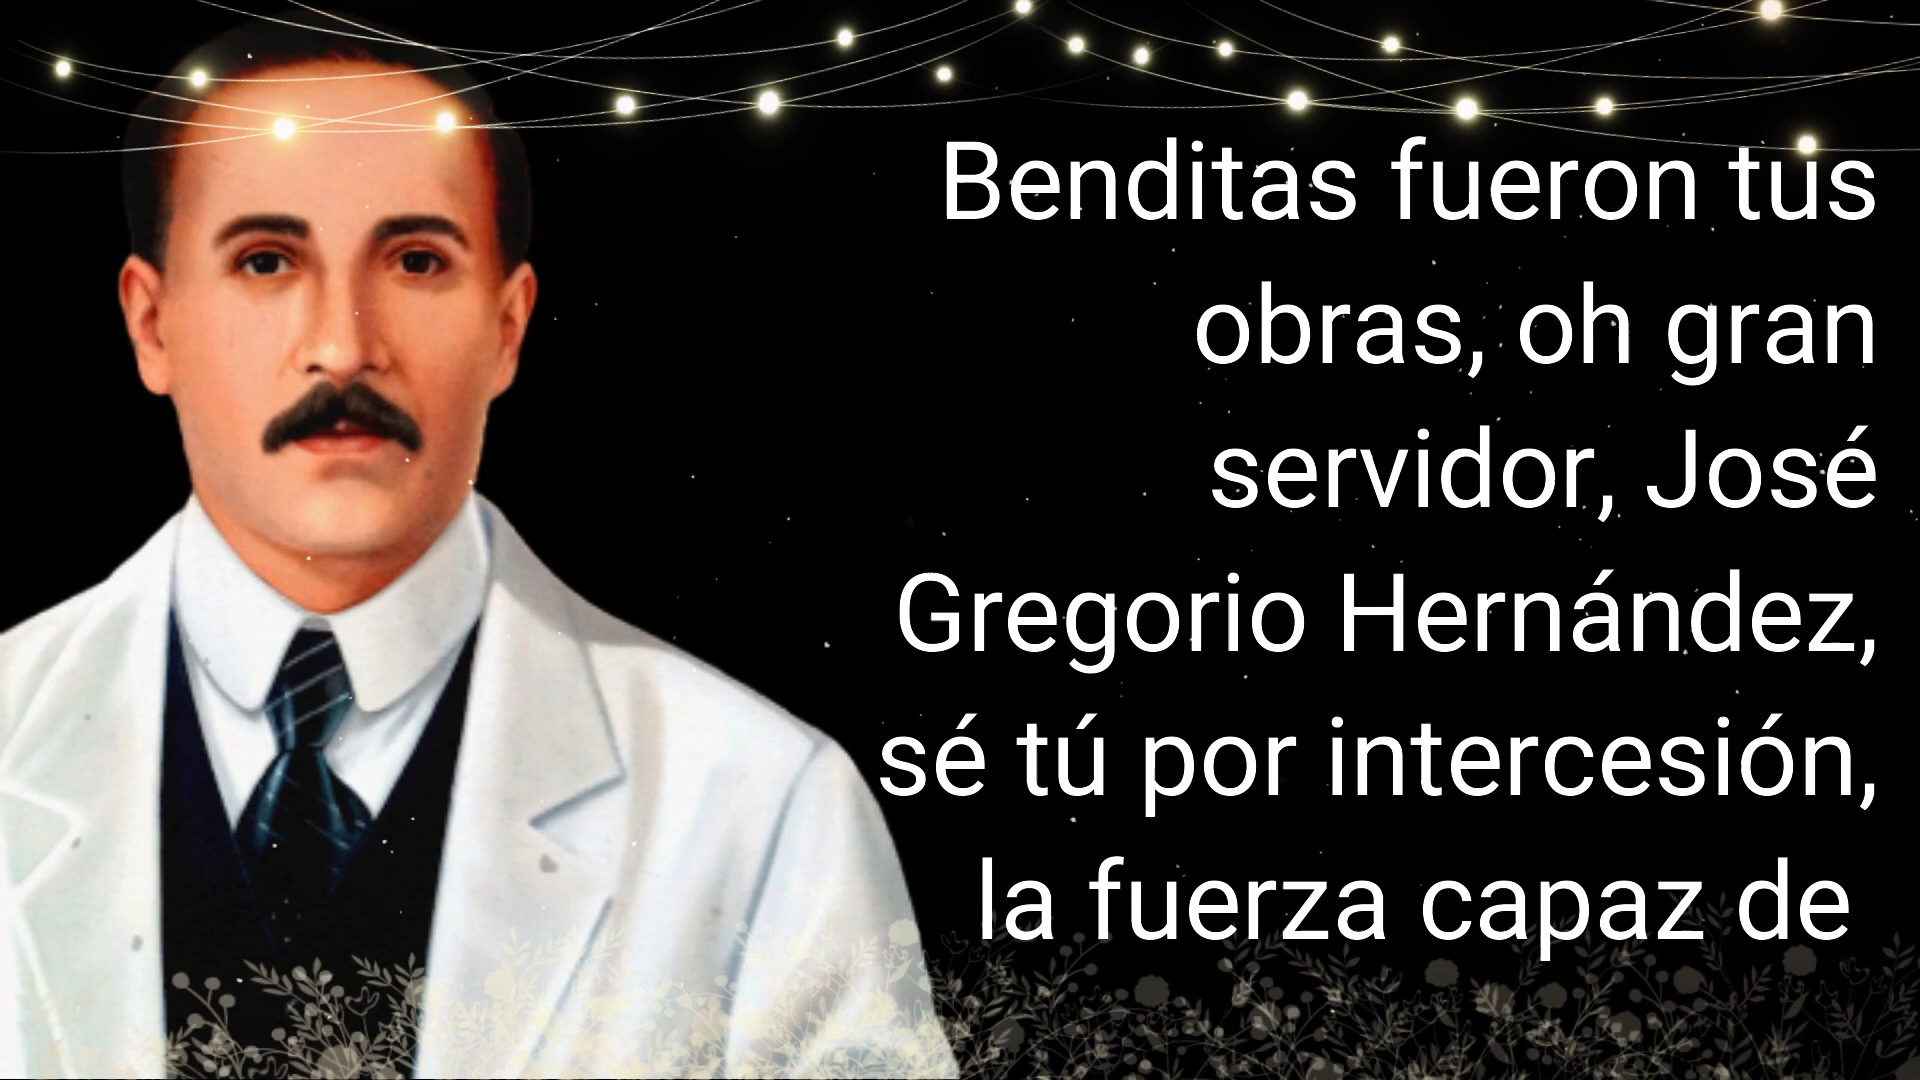 Benditas fueron tus
obras, oh gran
servidor, José
Gregorio Hernández,
sé tú por intercesión,
la fuerza capaz de